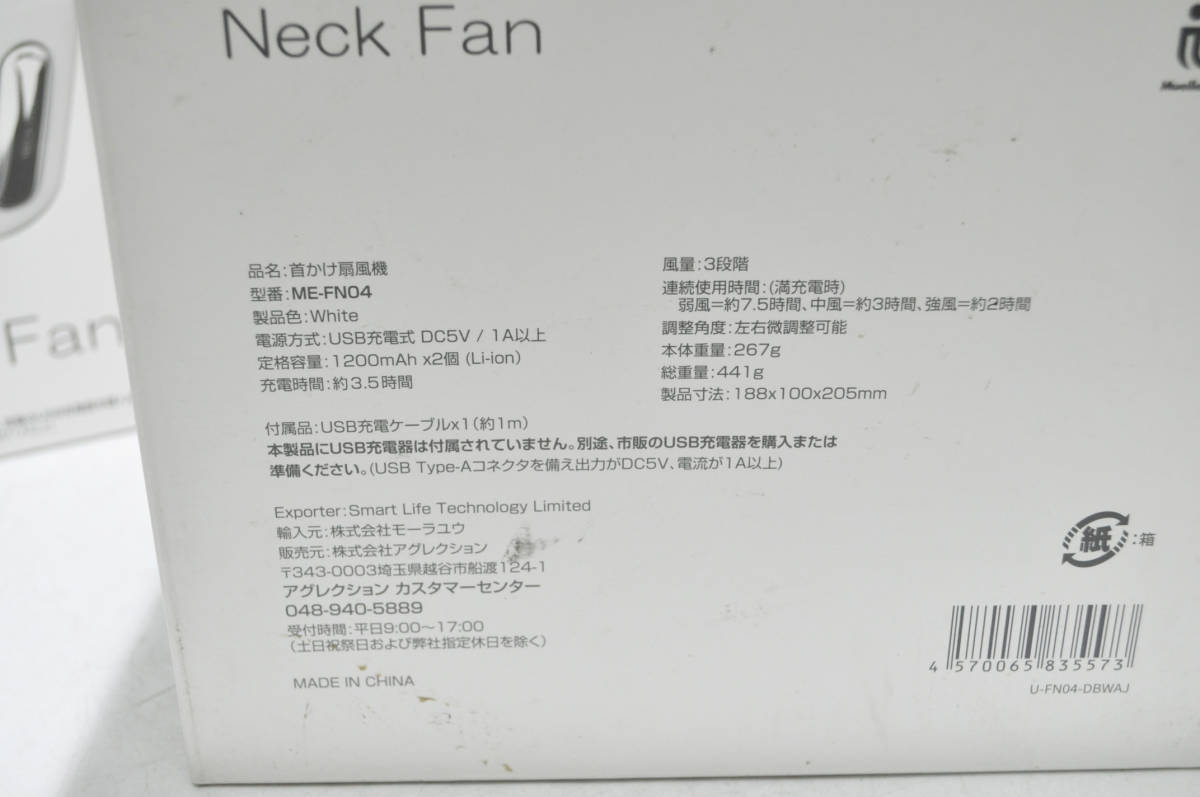 Neck Fan
品名:首かけ扇風機
型番:ME-FN04
製品色:White
電源方式:USB充電式 DC5V / 1A以上
定格容量:1200mAh x2個 (Li-ion)
充電時間:約3.5時間
風量:3段階
連続使用時間:(満充電時)
弱風=約7.5時間、中風=約3時間、強風=約2時間
調整角度:左右微調整可能
本体重量:267g
総重量:441g
製品寸法:188x100x205mm
付属品:USB充電ケーブルx1(約1m)
本製品にUSB充電器は付属されていません。別途、市販のUSB充電器を購入または
準備ください。(USB Type-Aコネクタを備え出力がDC5V、電流が1A以上)
Exporter:Smart Life Technology Limited
輸入元:株式会社モーラユウ
販売元:株式会社アグレクション
〒343-0003埼玉県越谷市船渡124-1
アグレクション カスタマーセンター
048-940-5889
受付時間:平日9:00〜17:00
(土日祝祭日および弊社指定休日を除く)
MADE IN CHINA
紙:箱
4 570065 835573
U-FN04-DBWAJ
Fan